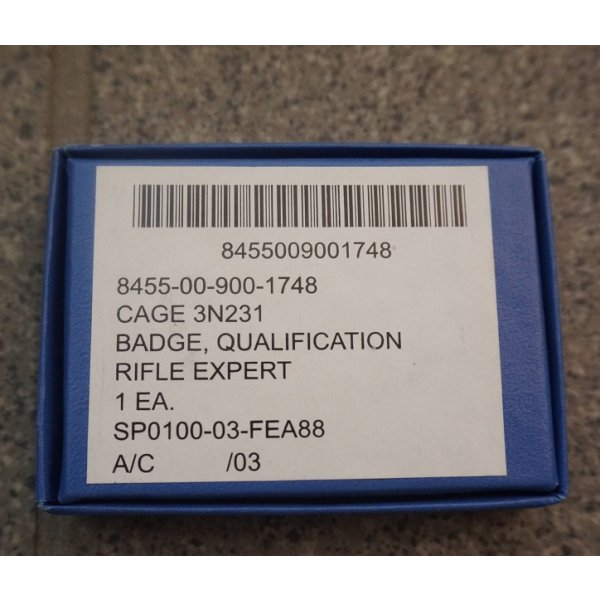 8455009001748
8455-00-900-1748
CAGE 3N231
BADGE, QUALIFICATION
RIFLE EXPERT
1 EA.
SP0100-03-FEA88
A/C /03